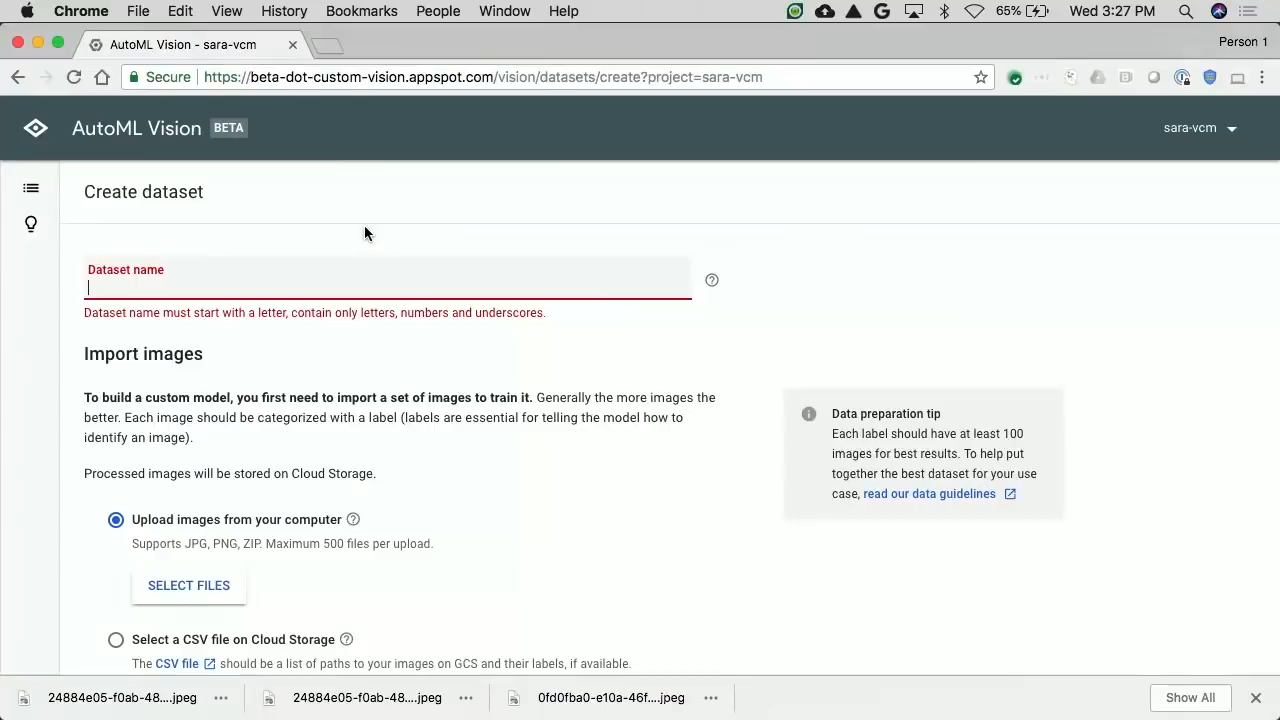 Chrome File Edit View History Bookmarks People Window Help 65% Wed 3:27 PM
AutoML Vision - sara-vcm Person 1
Secure https://beta-dot-custom-vision.appspot.com/vision/datasets/create?project=sara-vcm
AutoML Vision BETA sara-vcm
Create dataset
Dataset name
Dataset name must start with a letter, contain only letters, numbers and underscores.
Import images
To build a custom model, you first need to import a set of images to train it. Generally the more images the
better. Each image should be categorized with a label (labels are essential for telling the model how to
identify an image).
Processed images will be stored on Cloud Storage.
Data preparation tip
Each label should have at least 100
images for best results. To help put
together the best dataset for your use
case, read our data guidelines
Upload images from your computer
Supports JPG, PNG, ZIP. Maximum 500 files per upload.
SELECT FILES
Select a CSV file on Cloud Storage
The CSV file should be a list of paths to your images on GCS and their labels, if available.
24884e05-f0ab-48....jpeg 24884e05-f0ab-48....jpeg 0fd0fba0-e10a-46f....jpeg Show All